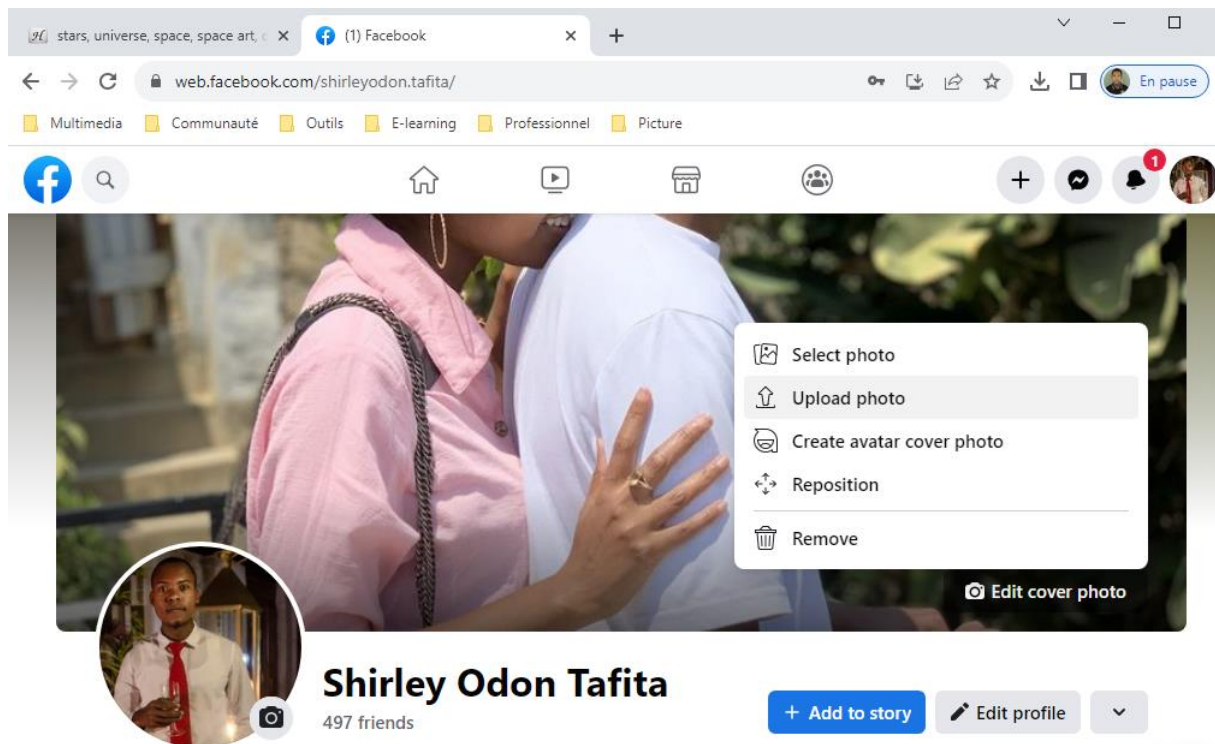 stars, universe, space, space art, c
(1) Facebook
web.facebook.com/shirleyodon.tafita/
En pause
Multimedia Communauté Outils E-learning Professionnel Picture
1
Select photo
Upload photo
Create avatar cover photo
Reposition
Remove
Edit cover photo
Shirley Odon Tafita
497 friends
+ Add to story Edit profile